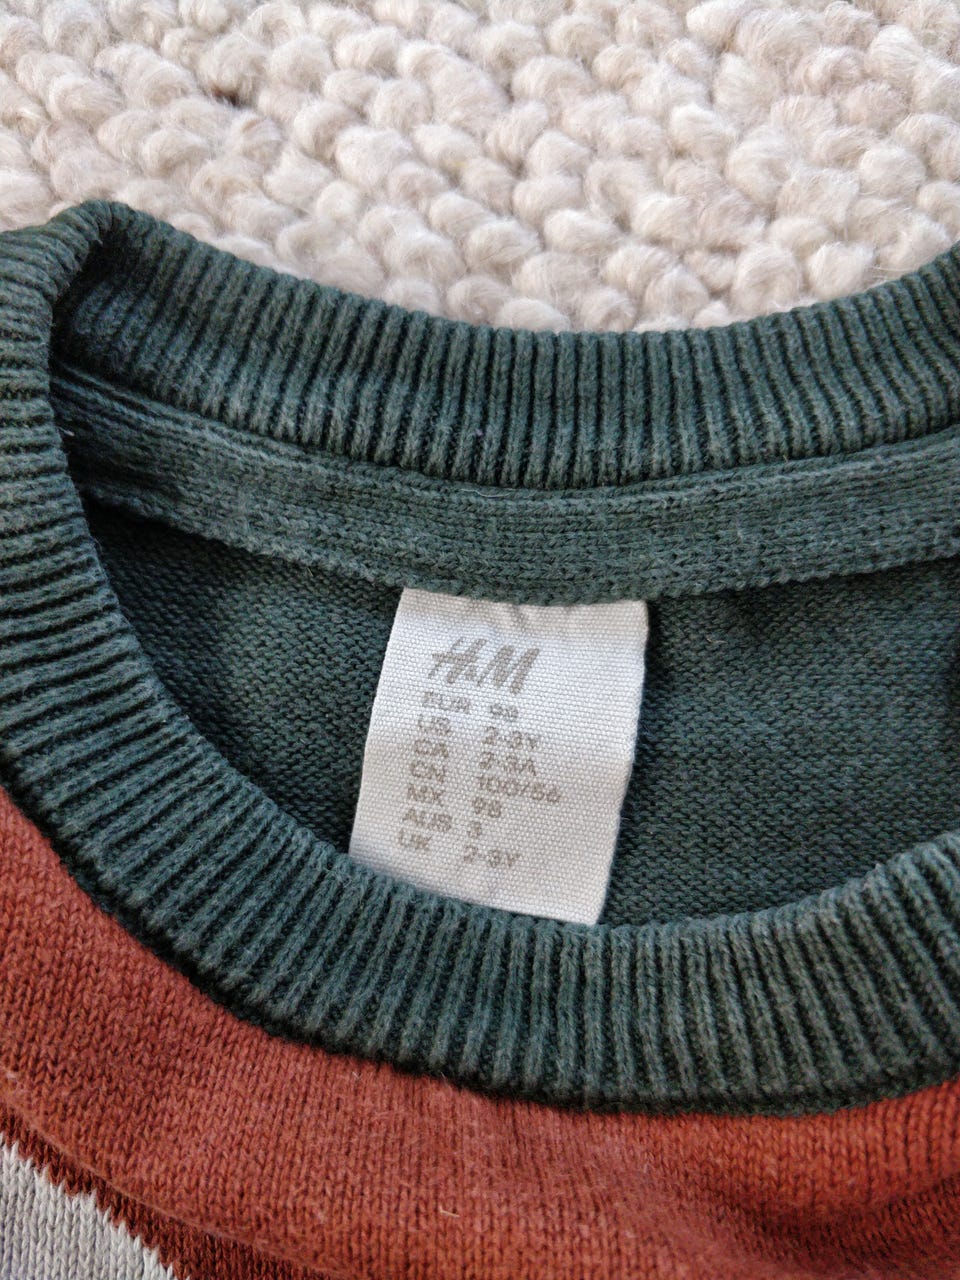 H&M
EUR 98
US 2-3Y
CA 2-3A
CN 100/56
MX 98
AUS 3
UK 2-3Y